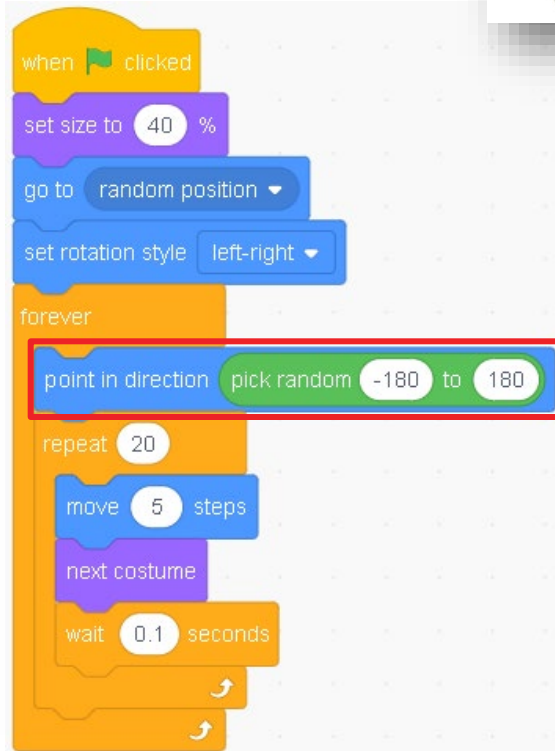 when clicked
set size to 40 %
go to random position
set rotation style left-right
forever
point in direction pick random -180 to 180
repeat 20
move 5 steps
next costume
wait 0.1 seconds